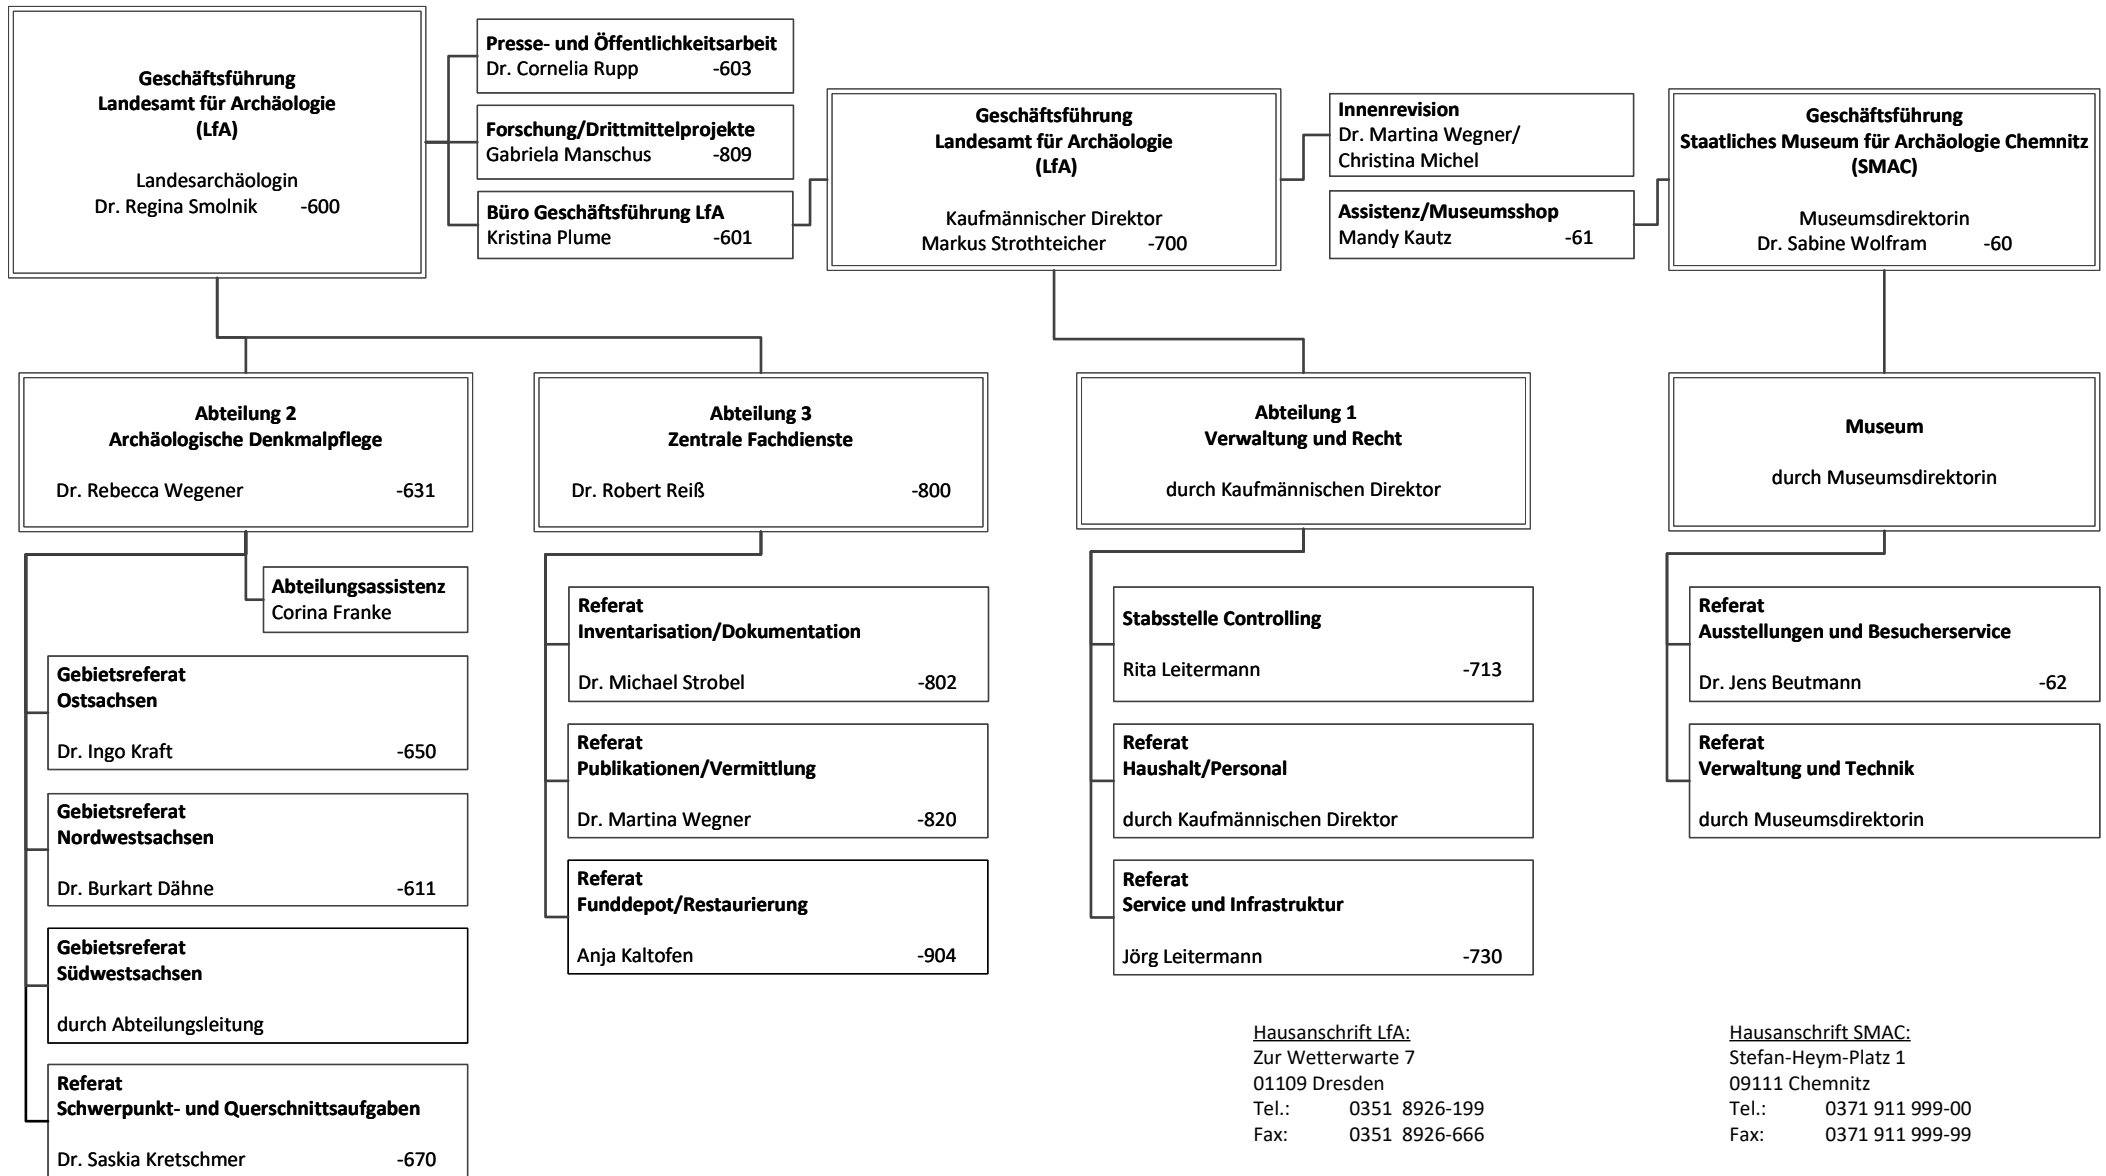 Geschäftsführung
Landesamt für Archäologie
(LfA)
Landesarchäologin
Dr. Regina Smolnik -600
Presse- und Öffentlichkeitsarbeit
Dr. Cornelia Rupp -603
Forschung/Drittmittelprojekte
Gabriela Manschus -809
Büro Geschäftsführung LfA
Kristina Plume -601
Geschäftsführung
Landesamt für Archäologie
(LfA)
Kaufmännischer Direktor
Markus Strothteicher -700
Innenrevision
Dr. Martina Wegner/
Christina Michel
Assistenz/Museumsshop
Mandy Kautz -61
Geschäftsführung
Staatliches Museum für Archäologie Chemnitz
(SMAC)
Museumsdirektorin
Dr. Sabine Wolfram -60
Abteilung 2
Archäologische Denkmalpflege
Dr. Rebecca Wegener -631
Abteilungsassistenz
Corina Franke
Gebietsreferat
Ostsachsen
Dr. Ingo Kraft -650
Gebietsreferat
Nordwestsachsen
Dr. Burkart Dähne -611
Gebietsreferat
Südwestsachsen
durch Abteilungsleitung
Referat
Schwerpunkt- und Querschnittsaufgaben
Dr. Saskia Kretschmer -670
Abteilung 3
Zentrale Fachdienste
Dr. Robert Reiß -800
Referat
Inventarisation/Dokumentation
Dr. Michael Strobel -802
Referat
Publikationen/Vermittlung
Dr. Martina Wegner -820
Referat
Funddepot/Restaurierung
Anja Kaltofen -904
Abteilung 1
Verwaltung und Recht
durch Kaufmännischen Direktor
Stabsstelle Controlling
Rita Leitermann -713
Referat
Haushalt/Personal
durch Kaufmännischen Direktor
Referat
Service und Infrastruktur
Jörg Leitermann -730
Museum
durch Museumsdirektorin
Referat
Ausstellungen und Besucherservice
Dr. Jens Beutmann -62
Referat
Verwaltung und Technik
durch Museumsdirektorin
Hausanschrift LfA:
Zur Wetterwarte 7
01109 Dresden
Tel.: 0351 8926-199
Fax: 0351 8926-666
Hausanschrift SMAC:
Stefan-Heym-Platz 1
09111 Chemnitz
Tel.: 0371 911 999-00
Fax: 0371 911 999-99